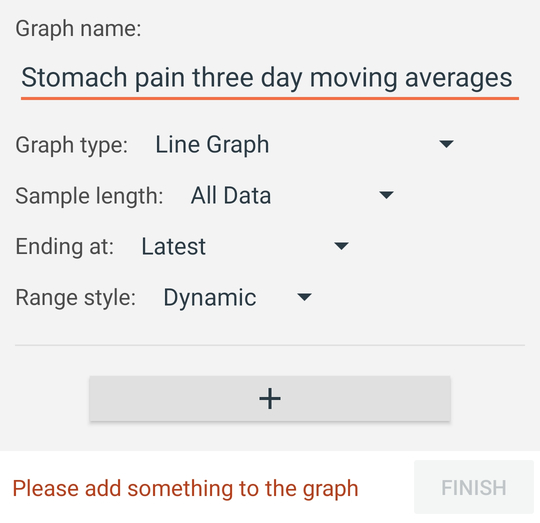 Graph name:
Stomach pain three day moving averages
Graph type: Line Graph
Sample length: All Data
Ending at: Latest
Range style: Dynamic
+
Please add something to the graph FINISH